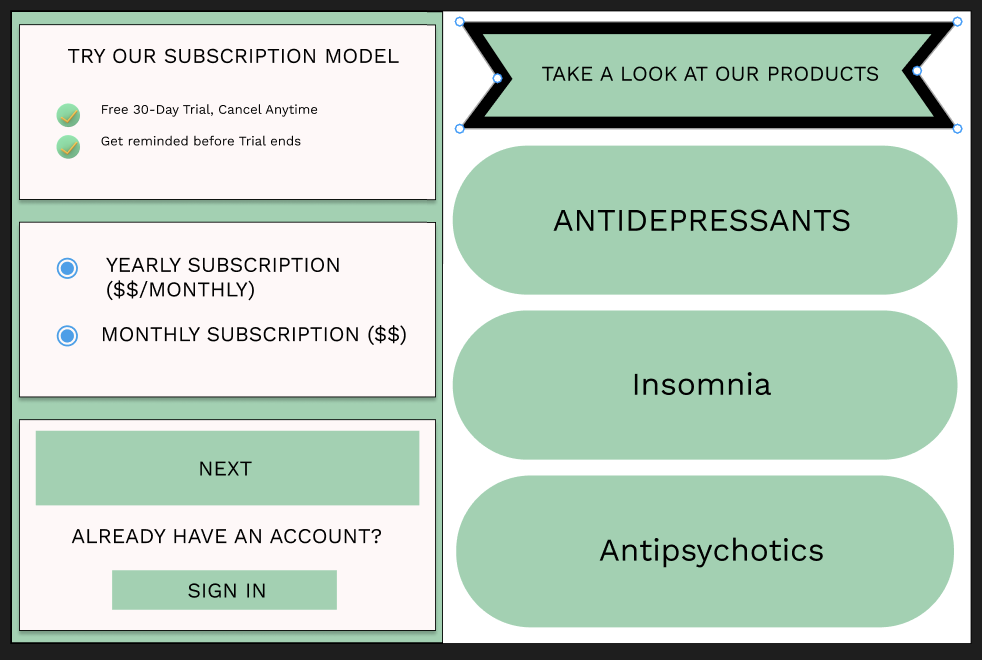 TRY OUR SUBSCRIPTION MODEL
Free 30-Day Trial, Cancel Anytime
Get reminded before Trial ends
YEARLY SUBSCRIPTION
($$/MONTHLY)
MONTHLY SUBSCRIPTION ($$)
NEXT
ALREADY HAVE AN ACCOUNT?
SIGN IN
TAKE A LOOK AT OUR PRODUCTS
ANTIDEPRESSANTS
Insomnia
Antipsychotics